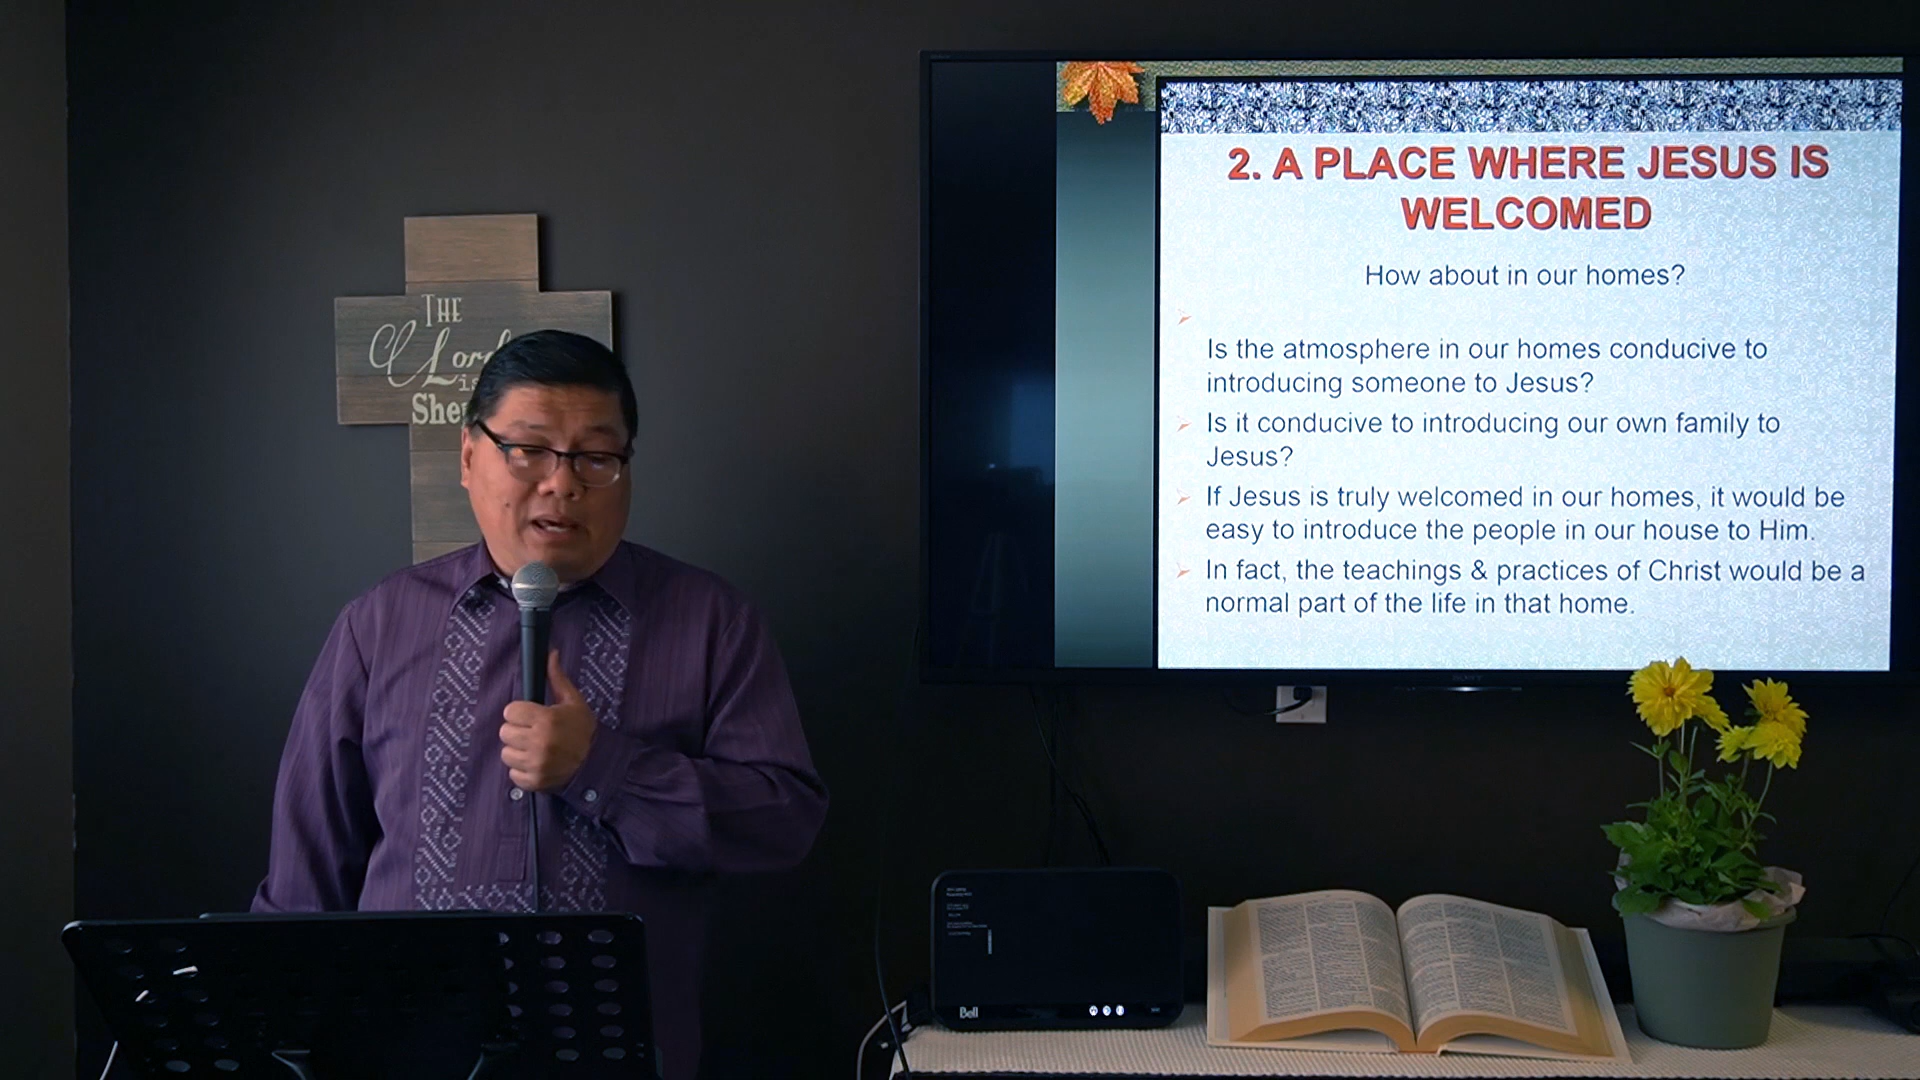 THE
Lord
is
She
2. A PLACE WHERE JESUS IS
WELCOMED
How about in our homes?
Is the atmosphere in our homes conducive to
introducing someone to Jesus?
Is it conducive to introducing our own family to
Jesus?
If Jesus is truly welcomed in our homes, it would be
easy to introduce the people in our house to Him.
In fact, the teachings & practices of Christ would be a
normal part of the life in that home.
SONY
Bell